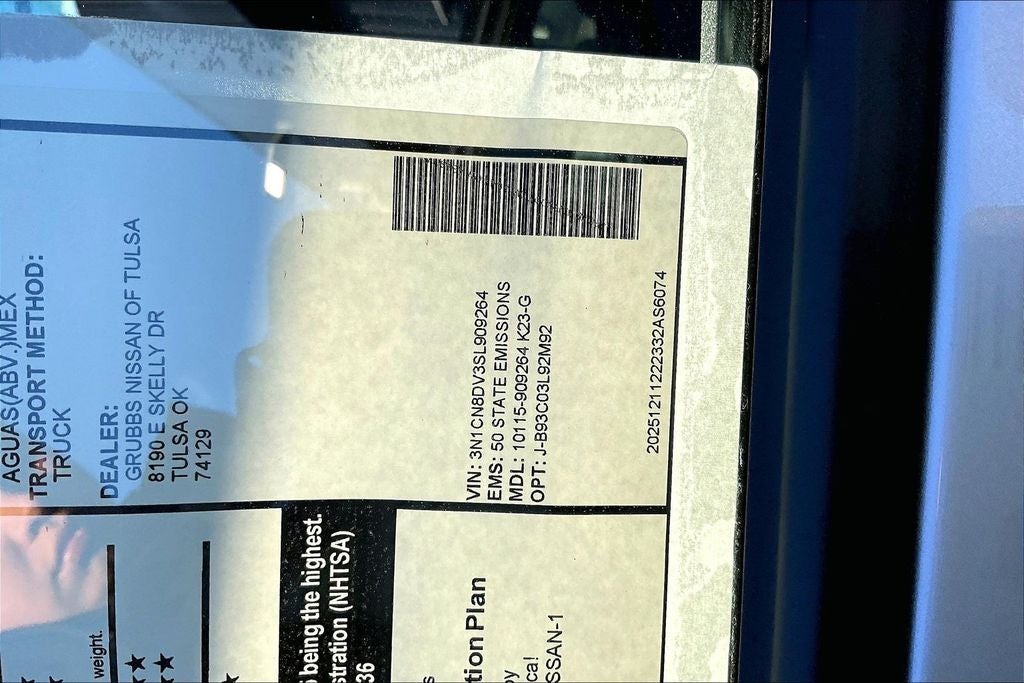 AGUAS(ABV.)MEX
TRANSPORT METHOD:
TRUCK
DEALER:
GRUBBS NISSAN OF TULSA
8190 E SKELLY DR
TULSA OK
74129
VIN: 3N1CN8DV3SL909264
EMS: 50 STATE EMISSIONS
MDL: 10115-909264 K23-G
OPT: J-B93C03L92M92
20251211222332AS6074
weight.
being the highest.
stration (NHTSA)
36
tion Plan
ca!
SSAN-1